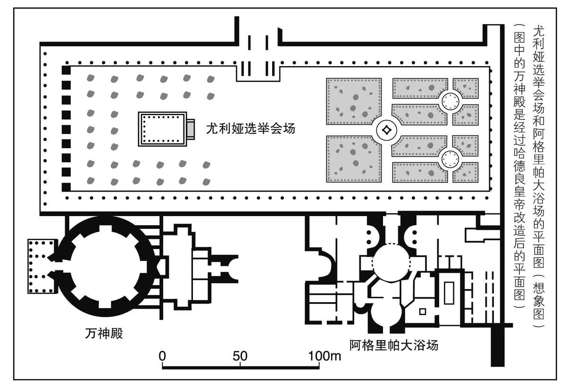 尤利娅选举会场和阿格里帕大浴场的平面图（想象图）
（图中的万神殿是经过哈德良皇帝改造后的平面图）
尤利娅选举会场
万神殿
阿格里帕大浴场
0 50 100m